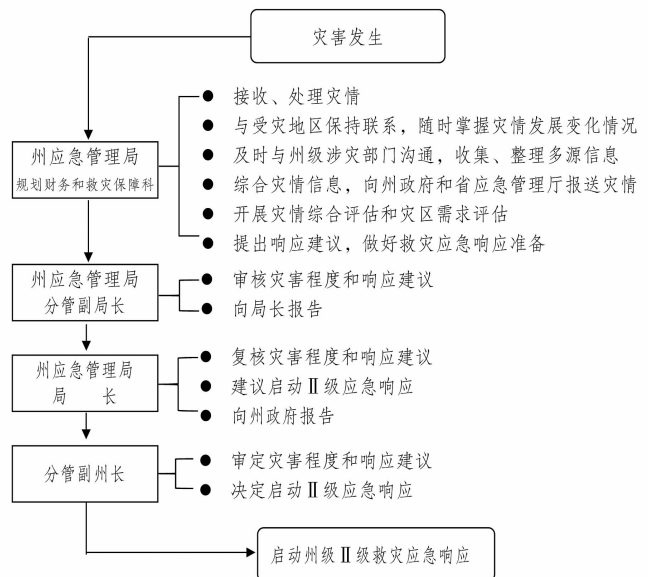 灾害发生
州应急管理局
规划财务和救灾保障科
● 接收、处理灾情
● 与受灾地区保持联系，随时掌握灾情发展变化情况
● 及时与州级涉灾部门沟通，收集、整理多源信息
● 综合灾情信息，向州政府和省应急管理厅报送灾情
● 开展灾情综合评估和灾区需求评估
● 提出响应建议，做好救灾应急响应准备
州应急管理局
分管副局长
● 审核灾害程度和响应建议
● 向局长报告
州应急管理局
局 长
● 复核灾害程度和响应建议
● 建议启动Ⅱ级应急响应
● 向州政府报告
分管副州长
● 审定灾害程度和响应建议
● 决定启动Ⅱ级应急响应
启动州级Ⅱ级救灾应急响应